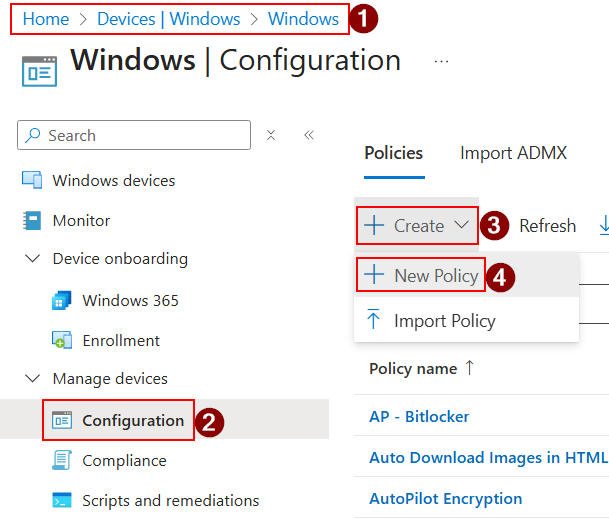 Home > Devices | Windows > Windows 1
Windows | Configuration ...
Search
Windows devices
Monitor
Device onboarding
Windows 365
Enrollment
Manage devices
Configuration 2
Compliance
Scripts and remediations
Policies Import ADMX
+ Create 3 Refresh
+ New Policy 4
Import Policy
Policy name ↑
AP - Bitlocker
Auto Download Images in HTML
AutoPilot Encryption